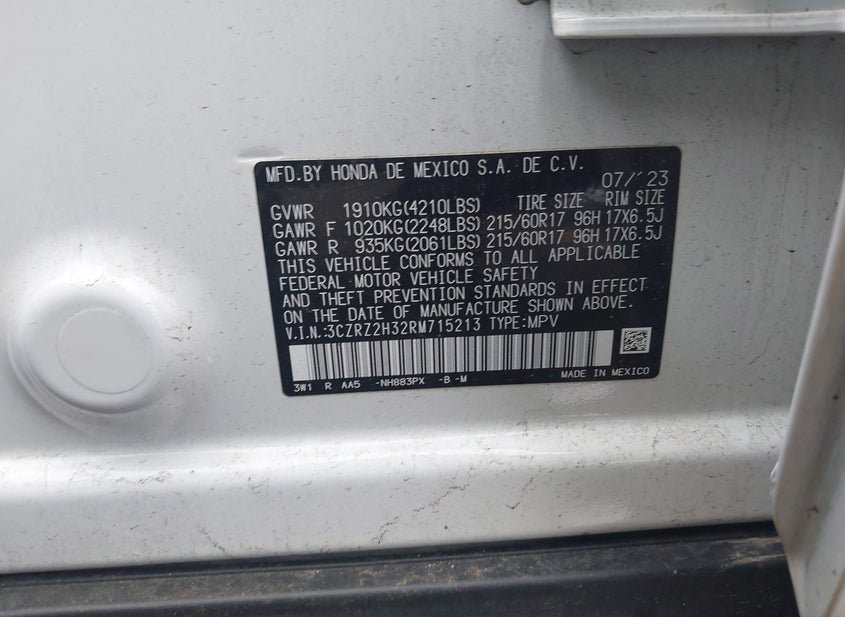 MFD.BY HONDA DE MEXICO S.A. DE C.V. 07/'23
GVWR 1910KG(4210LBS) TIRE SIZE RIM SIZE
GAWR F 1020KG(2248LBS) 215/60R17 96H 17X6.5J
GAWR R 935KG(2061LBS) 215/60R17 96H 17X6.5J
THIS VEHICLE CONFORMS TO ALL APPLICABLE
FEDERAL MOTOR VEHICLE SAFETY
AND THEFT PREVENTION STANDARDS IN EFFECT
ON THE DATE OF MANUFACTURE SHOWN ABOVE.
V.I.N.:3CZRZ2H32RM715213 TYPE:MPV
3W1 R AA5 -NH883PX -B -M MADE IN MEXICO